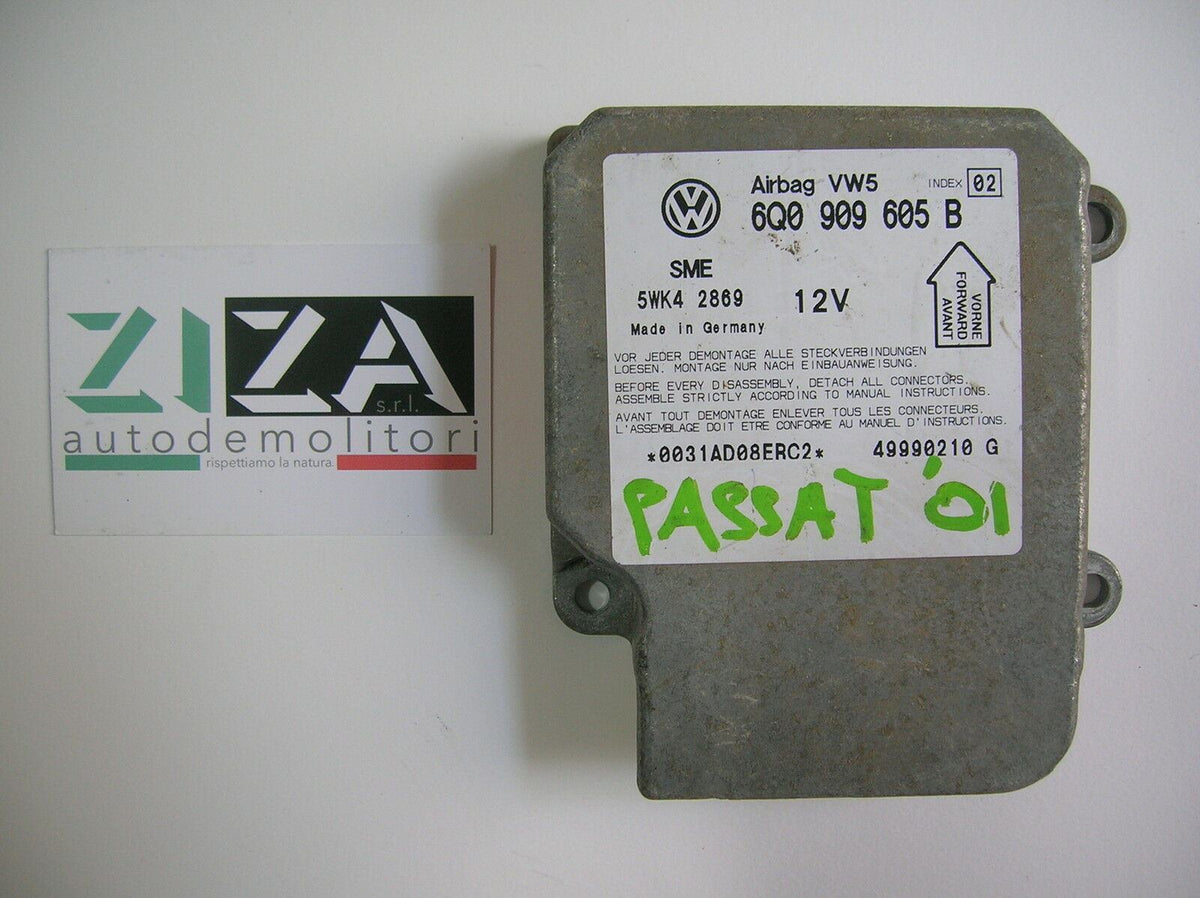 ZIZA
s.r.l.
autodemolitori
rispettiamo la natura.
Airbag VW5 INDEX 02
6Q0 909 605 B
SME
5WK4 2869 12V
Made in Germany
VORNE
FORWARD
AVANT
VOR JEDER DEMONTAGE ALLE STECKVERBINDUNGEN
LOESEN. MONTAGE NUR NACH EINBAUANWEISUNG.
BEFORE EVERY DISASSEMBLY, DETACH ALL CONNECTORS.
ASSEMBLE STRICTLY ACCORDING TO MANUAL INSTRUCTIONS.
AVANT TOUT DEMONTAGE ENLEVER TOUS LES CONNECTEURS.
L'ASSEMBLAGE DOIT ETRE CONFORME AU MANUEL D'INSTRUCTIONS.
*0031AD08ERC2* 49990210 G
PASSAT '01